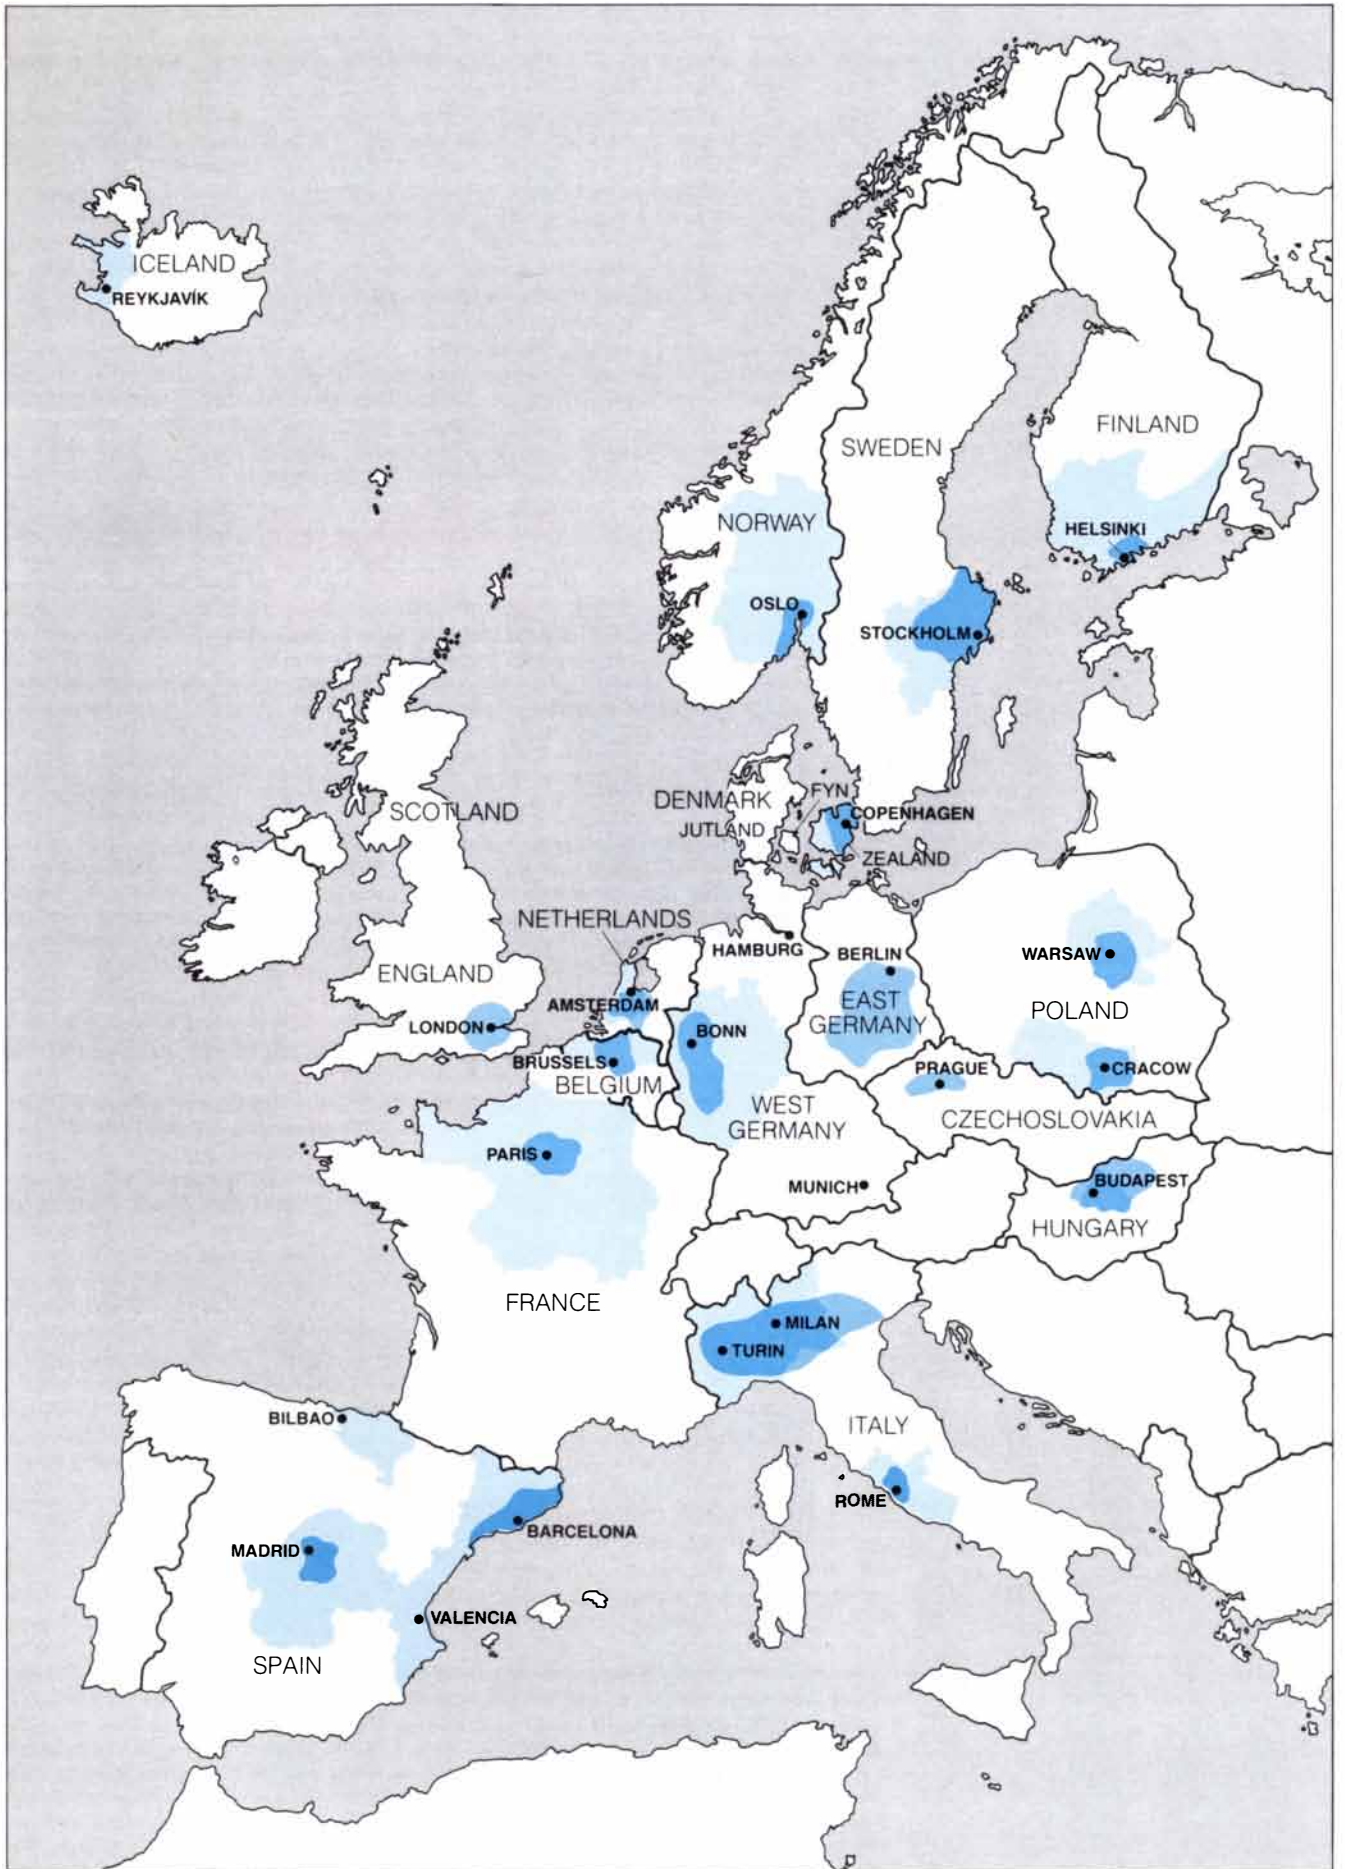 ICELAND
REYKJAVÍK
FINLAND
SWEDEN
NORWAY
HELSINKI
OSLO
STOCKHOLM
FYN
DENMARK
SCOTLAND
COPENHAGEN
JUTLAND
ZEALAND
NETHERLANDS
HAMBURG
BERLIN
WARSAW
ENGLAND
AMSTERDAM
EAST
GERMANY
POLAND
LONDON
BONN
BRUSSELS
PRAGUE
CRACOW
BELGIUM
WEST
GERMANY
CZECHOSLOVAKIA
PARIS
MUNICH
BUDAPEST
HUNGARY
FRANCE
MILAN
TURIN
BILBAO
ITALY
ROME
BARCELONA
MADRID
VALENCIA
SPAIN